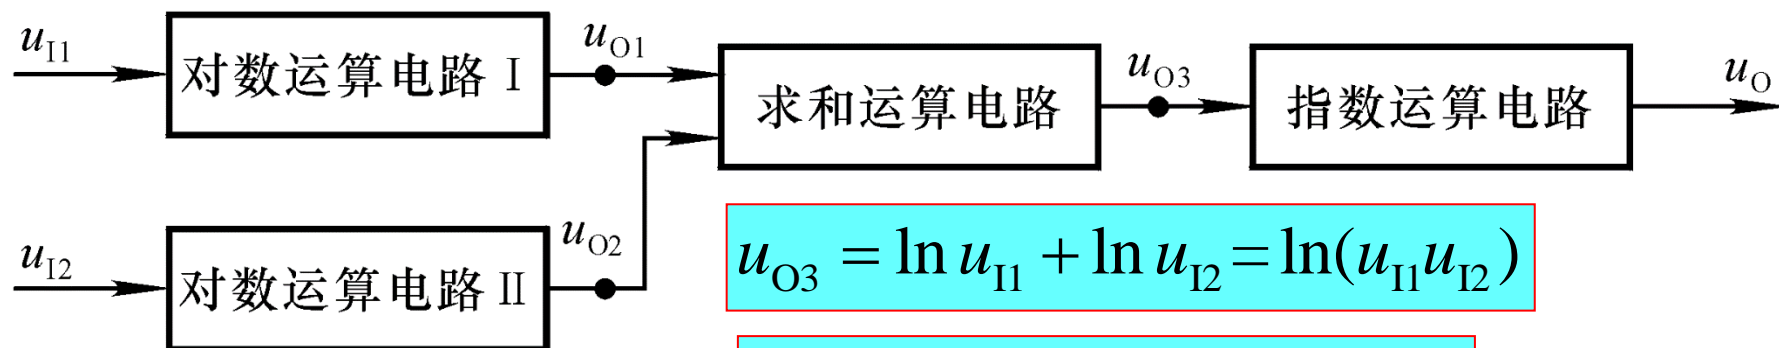 u_I1
对数运算电路 Ⅰ
u_O1
求和运算电路
u_O3
指数运算电路
u_O
u_I2
对数运算电路 Ⅱ
u_O2
u_O3 = ln u_I1 + ln u_I2 = ln(u_I1 u_I2)